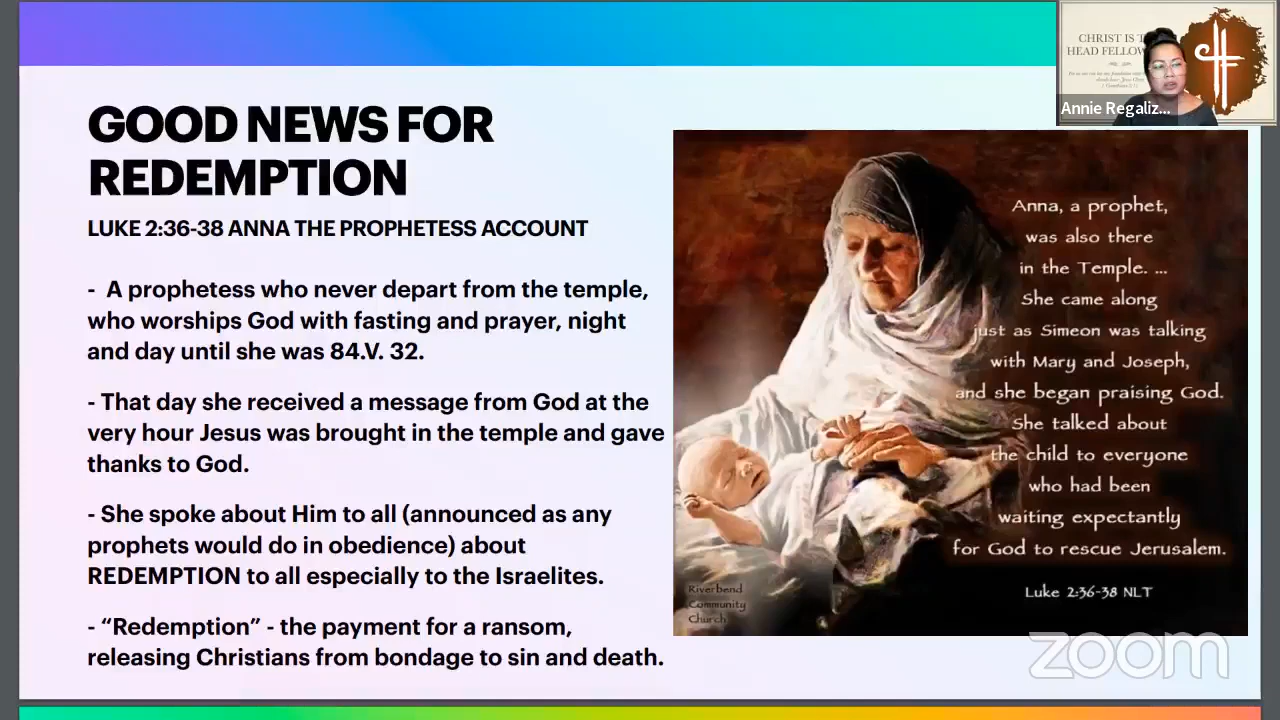 GOOD NEWS FOR
REDEMPTION
LUKE 2:36-38 ANNA THE PROPHETESS ACCOUNT
- A prophetess who never depart from the temple,
who worships God with fasting and prayer, night
and day until she was 84.V. 32.
- That day she received a message from God at the
very hour Jesus was brought in the temple and gave
thanks to God.
- She spoke about Him to all (announced as any
prophets would do in obedience) about
REDEMPTION to all especially to the Israelites.
- “Redemption” - the payment for a ransom,
releasing Christians from bondage to sin and death.
CHRIST IS T
HEAD FELLOW
Annie Regaliz...
Anna, a prophet,
was also there
in the Temple. ...
She came along
just as Simeon was talking
with Mary and Joseph,
and she began praising God.
She talked about
the child to everyone
who had been
waiting expectantly
for God to rescue Jerusalem.
Luke 2:36-38 NLT
Riverbend
Community
Church
zoom